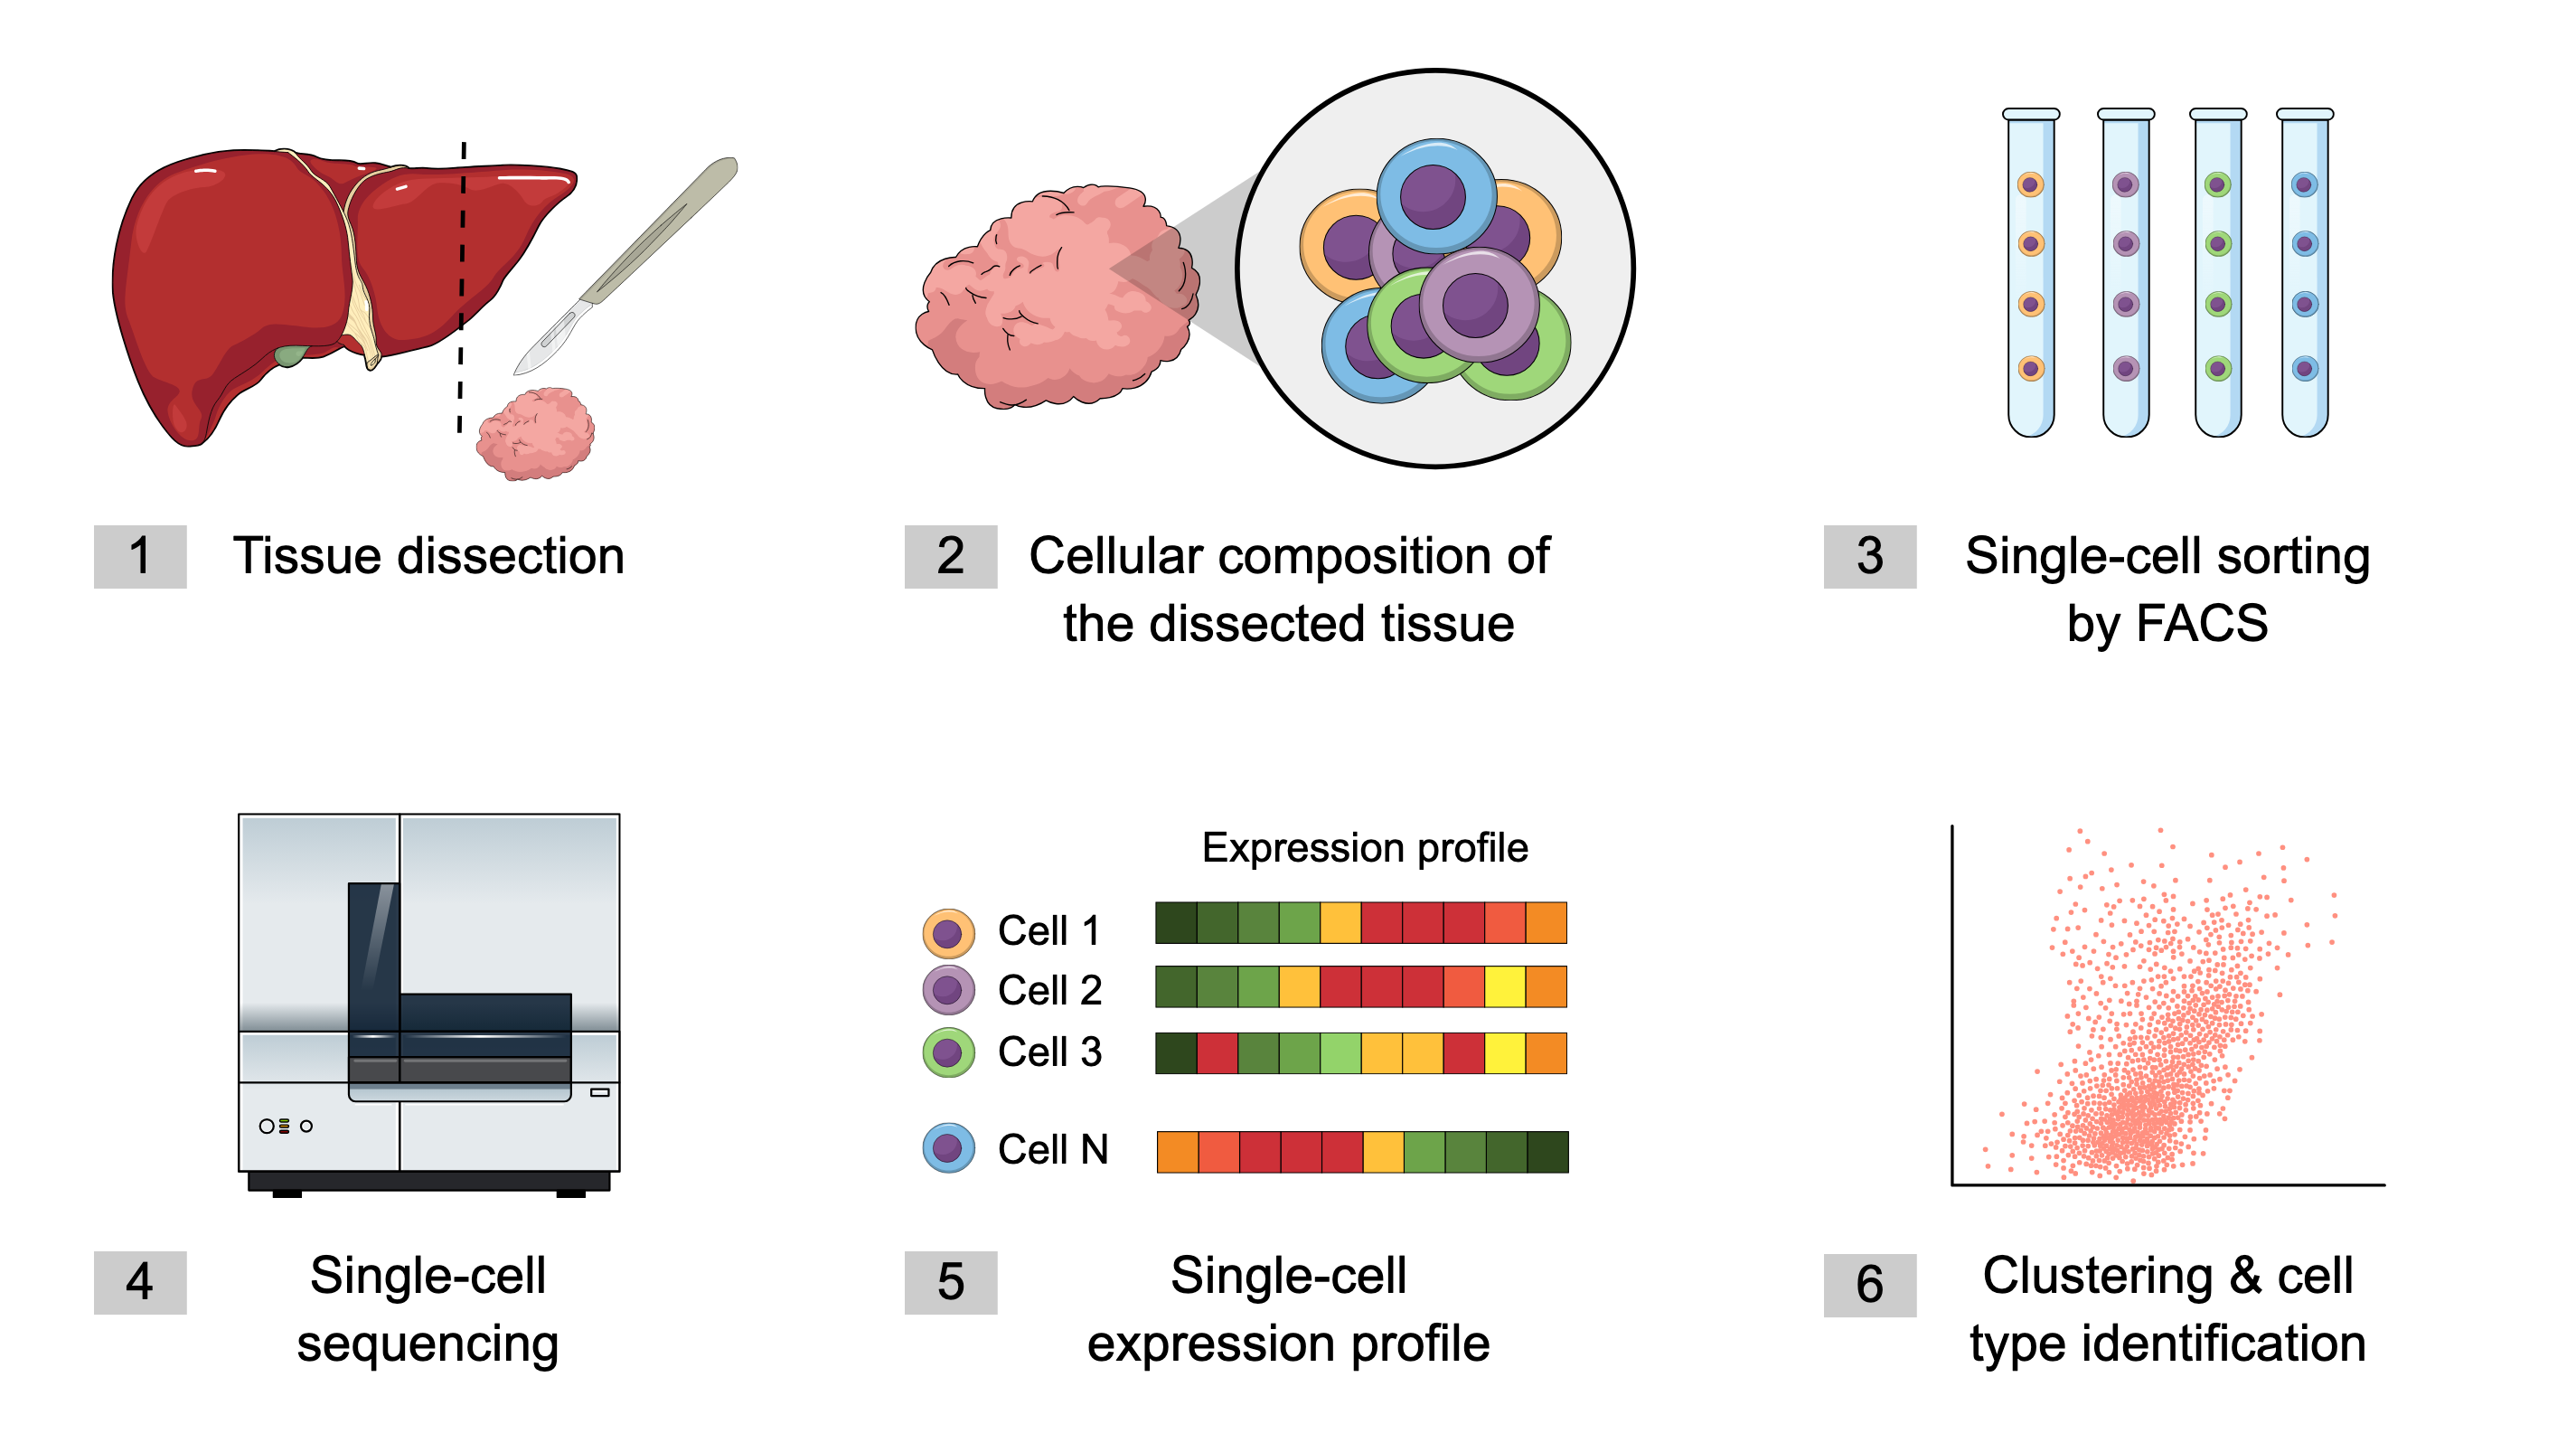 1 Tissue dissection
2 Cellular composition of
the dissected tissue
3 Single-cell sorting
by FACS
Expression profile
Cell 1
Cell 2
Cell 3
Cell N
4 Single-cell
sequencing
5 Single-cell
expression profile
6 Clustering & cell
type identification